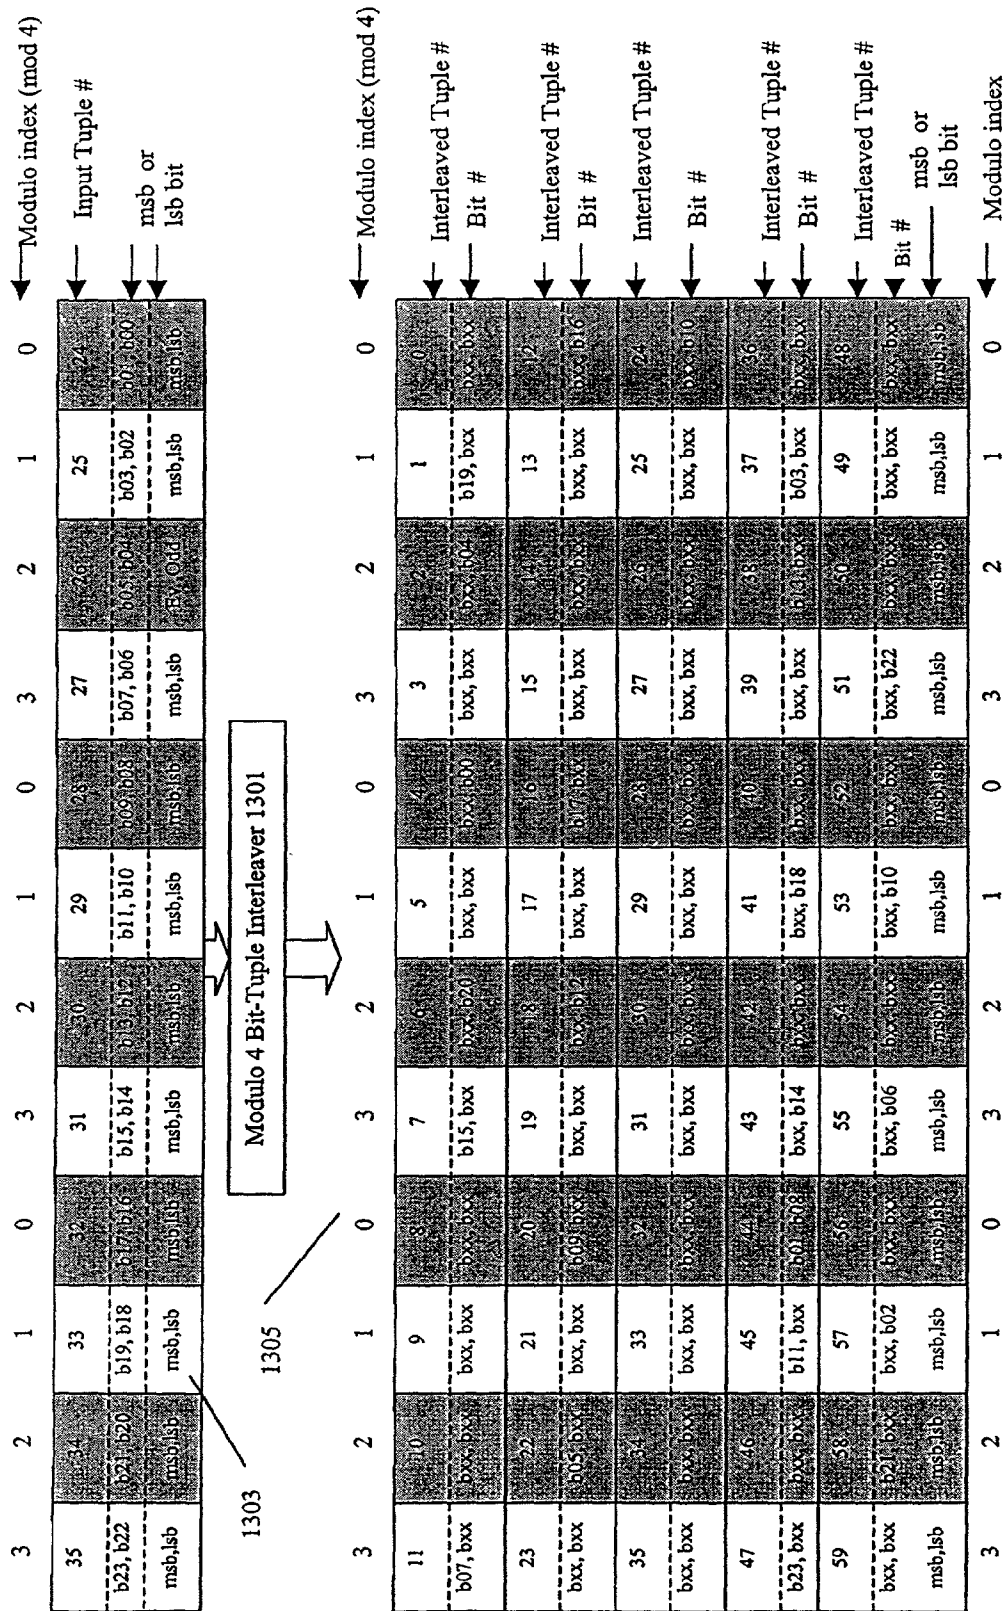 3 2 1 0 3 2 1 0 3 2 1 0 Modulo index (mod 4)
35 34 33 32 31 30 29 28 27 26 25 24 Input Tuple #
b23, b22 b21, b20 b19, b18 b17, b16 b15, b14 b13, b12 b11, b10 b09, b08 b07, b06 b05, b04 b03, b02 b01, b00 msb or
msb,lsb msb,lsb msb,lsb msb,lsb msb,lsb msb,lsb msb,lsb msb,lsb msb,lsb Ev, Odd msb,lsb msb,lsb lsb bit
1303
Modulo 4 Bit-Tuple Interleaver 1301
1305
3 2 1 0 3 2 1 0 3 2 1 0 Modulo index (mod 4)
11 10 9 8 7 6 5 4 3 2 1 0 Interleaved Tuple #
b07, bxx bxx, bxx bxx, bxx bxx, bxx b15, bxx bxx, b20 bxx, bxx bxx, b00 bxx, bxx bxx, b04 b19, bxx bxx, bxx Bit #
23 22 21 20 19 18 17 16 15 14 13 12 Interleaved Tuple #
bxx, bxx b05, bxx bxx, bxx b09, bxx bxx, bxx bxx, b12 bxx, bxx b17, bxx bxx, bxx bxx, bxx bxx, bxx bxx, b16 Bit #
35 34 33 32 31 30 29 28 27 26 25 24 Interleaved Tuple #
bxx, bxx bxx, bxx bxx, bxx bxx, bxx bxx, bxx bxx, bxx bxx, bxx bxx, bxx bxx, bxx bxx, bxx bxx, bxx bxx, b10 Bit #
47 46 45 44 43 42 41 40 39 38 37 36 Interleaved Tuple #
b23, bxx bxx, bxx b11, bxx b01, b08 bxx, b14 bxx, bxx bxx, b18 bxx, bxx bxx, bxx b21, bxx b03, bxx bxx, bxx Bit #
59 58 57 56 55 54 53 52 51 50 49 48 Interleaved Tuple #
bxx, bxx b21, bxx bxx, b02 bxx, bxx bxx, b06 bxx, bxx bxx, b10 bxx, bxx bxx, b22 bxx, bxx bxx, bxx bxx, bxx Bit #
msb,lsb msb,lsb msb,lsb msb,lsb msb,lsb msb,lsb msb,lsb msb,lsb msb,lsb msb,lsb msb,lsb msb,lsb msb or
lsb bit
3 2 1 0 3 2 1 0 3 2 1 0 Modulo index